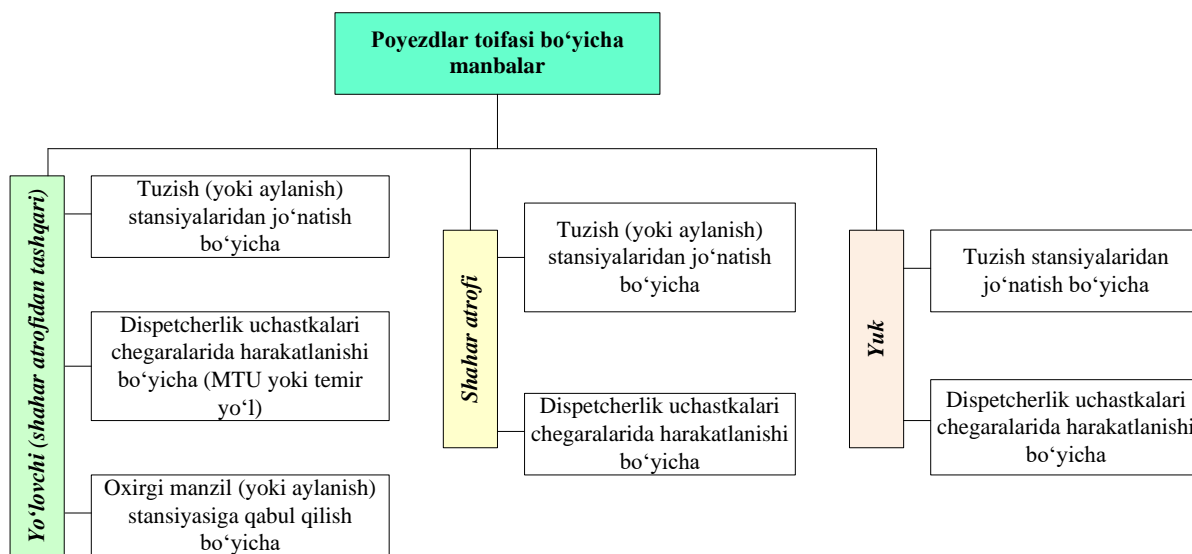 Poyezdlar toifasi bo‘yicha
manbalar
Yo‘lovchi (shahar atrofidan tashqari)
Tuzish (yoki aylanish)
stansiyalaridan jo‘natish
bo‘yicha
Dispetcherlik uchastkalari
chegaralarida harakatlanishi
bo‘yicha (MTU yoki temir
yo‘l)
Oxirgi manzil (yoki aylanish)
stansiyasiga qabul qilish
bo‘yicha
Shahar atrofi
Tuzish (yoki aylanish)
stansiyalaridan jo‘natish
bo‘yicha
Dispetcherlik uchastkalari
chegaralarida harakatlanishi
bo‘yicha
Yuk
Tuzish stansiyalaridan
jo‘natish bo‘yicha
Dispetcherlik uchastkalari
chegaralarida harakatlanishi
bo‘yicha